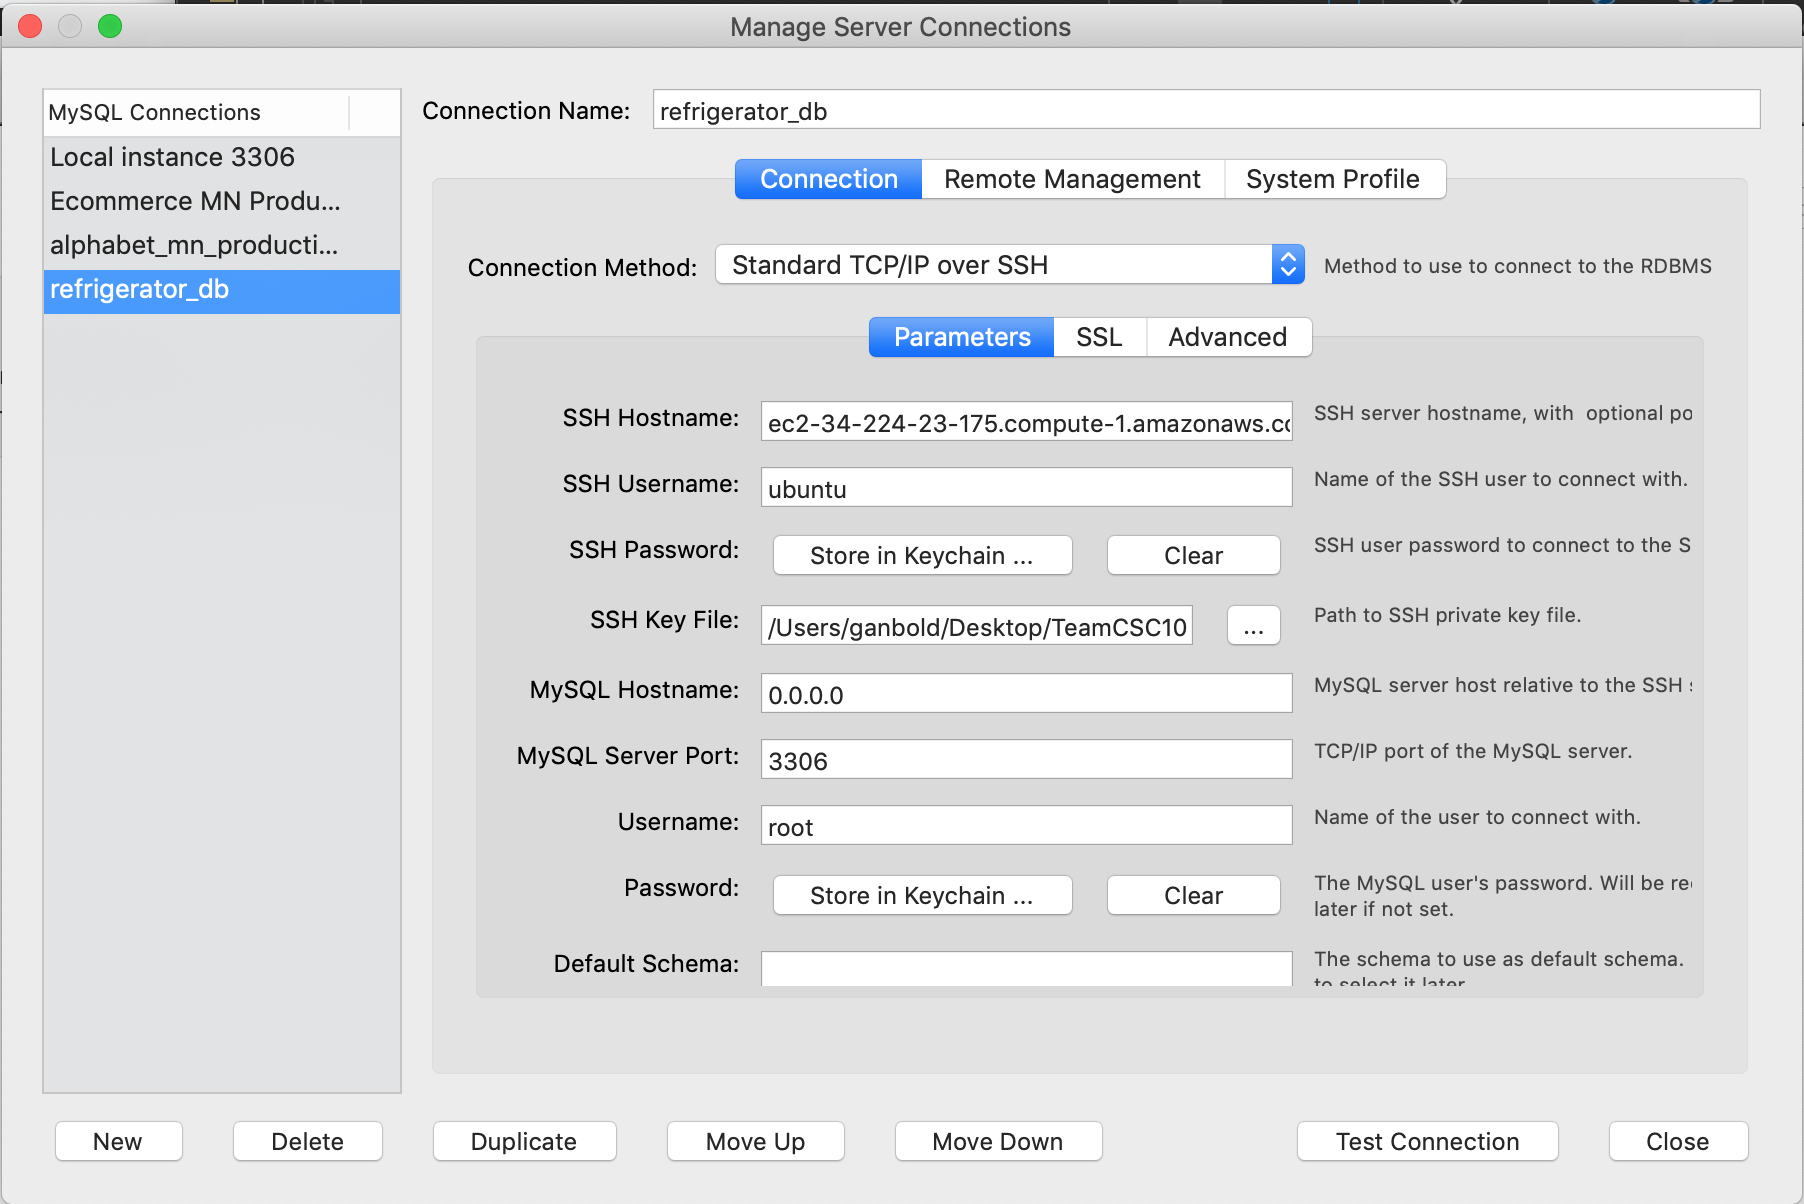 Manage Server Connections
MySQL Connections
Local instance 3306
Ecommerce MN Produ...
alphabet_mn_producti...
refrigerator_db
Connection Name: refrigerator_db
Connection Remote Management System Profile
Connection Method: Standard TCP/IP over SSH Method to use to connect to the RDBMS
Parameters SSL Advanced
SSH Hostname: ec2-34-224-23-175.compute-1.amazonaws.cc SSH server hostname, with optional po
SSH Username: ubuntu Name of the SSH user to connect with.
SSH Password: Store in Keychain ... Clear SSH user password to connect to the S
SSH Key File: /Users/ganbold/Desktop/TeamCSC10 ... Path to SSH private key file.
MySQL Hostname: 0.0.0.0 MySQL server host relative to the SSH
MySQL Server Port: 3306 TCP/IP port of the MySQL server.
Username: root Name of the user to connect with.
Password: Store in Keychain ... Clear The MySQL user's password. Will be re
later if not set.
Default Schema: The schema to use as default schema.
to select it later
New Delete Duplicate Move Up Move Down Test Connection Close